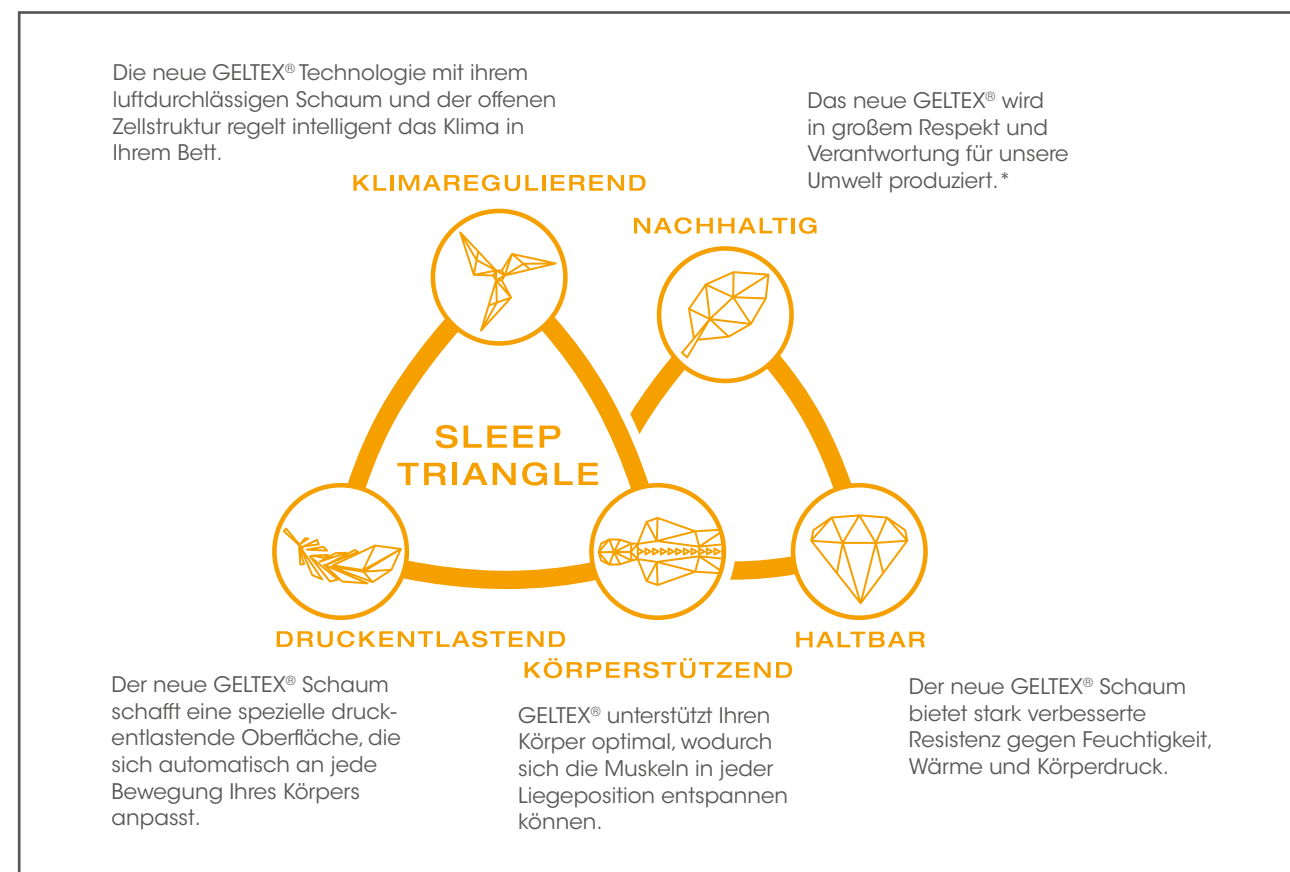 Die neue GELTEX® Technologie mit ihrem
luftdurchlässigen Schaum und der offenen
Zellstruktur regelt intelligent das Klima in
Ihrem Bett.
Das neue GELTEX® wird
in großem Respekt und
Verantwortung für unsere
Umwelt produziert.*
KLIMAREGULIEREND
NACHHALTIG
SLEEP
TRIANGLE
DRUCKENTLASTEND
HALTBAR
KÖRPERSTÜTZEND
Der neue GELTEX® Schaum
schafft eine spezielle druck-
entlastende Oberfläche, die
sich automatisch an jede
Bewegung Ihres Körpers
anpasst.
GELTEX® unterstützt Ihren
Körper optimal, wodurch
sich die Muskeln in jeder
Liegeposition entspannen
können.
Der neue GELTEX® Schaum
bietet stark verbesserte
Resistenz gegen Feuchtigkeit,
Wärme und Körperdruck.